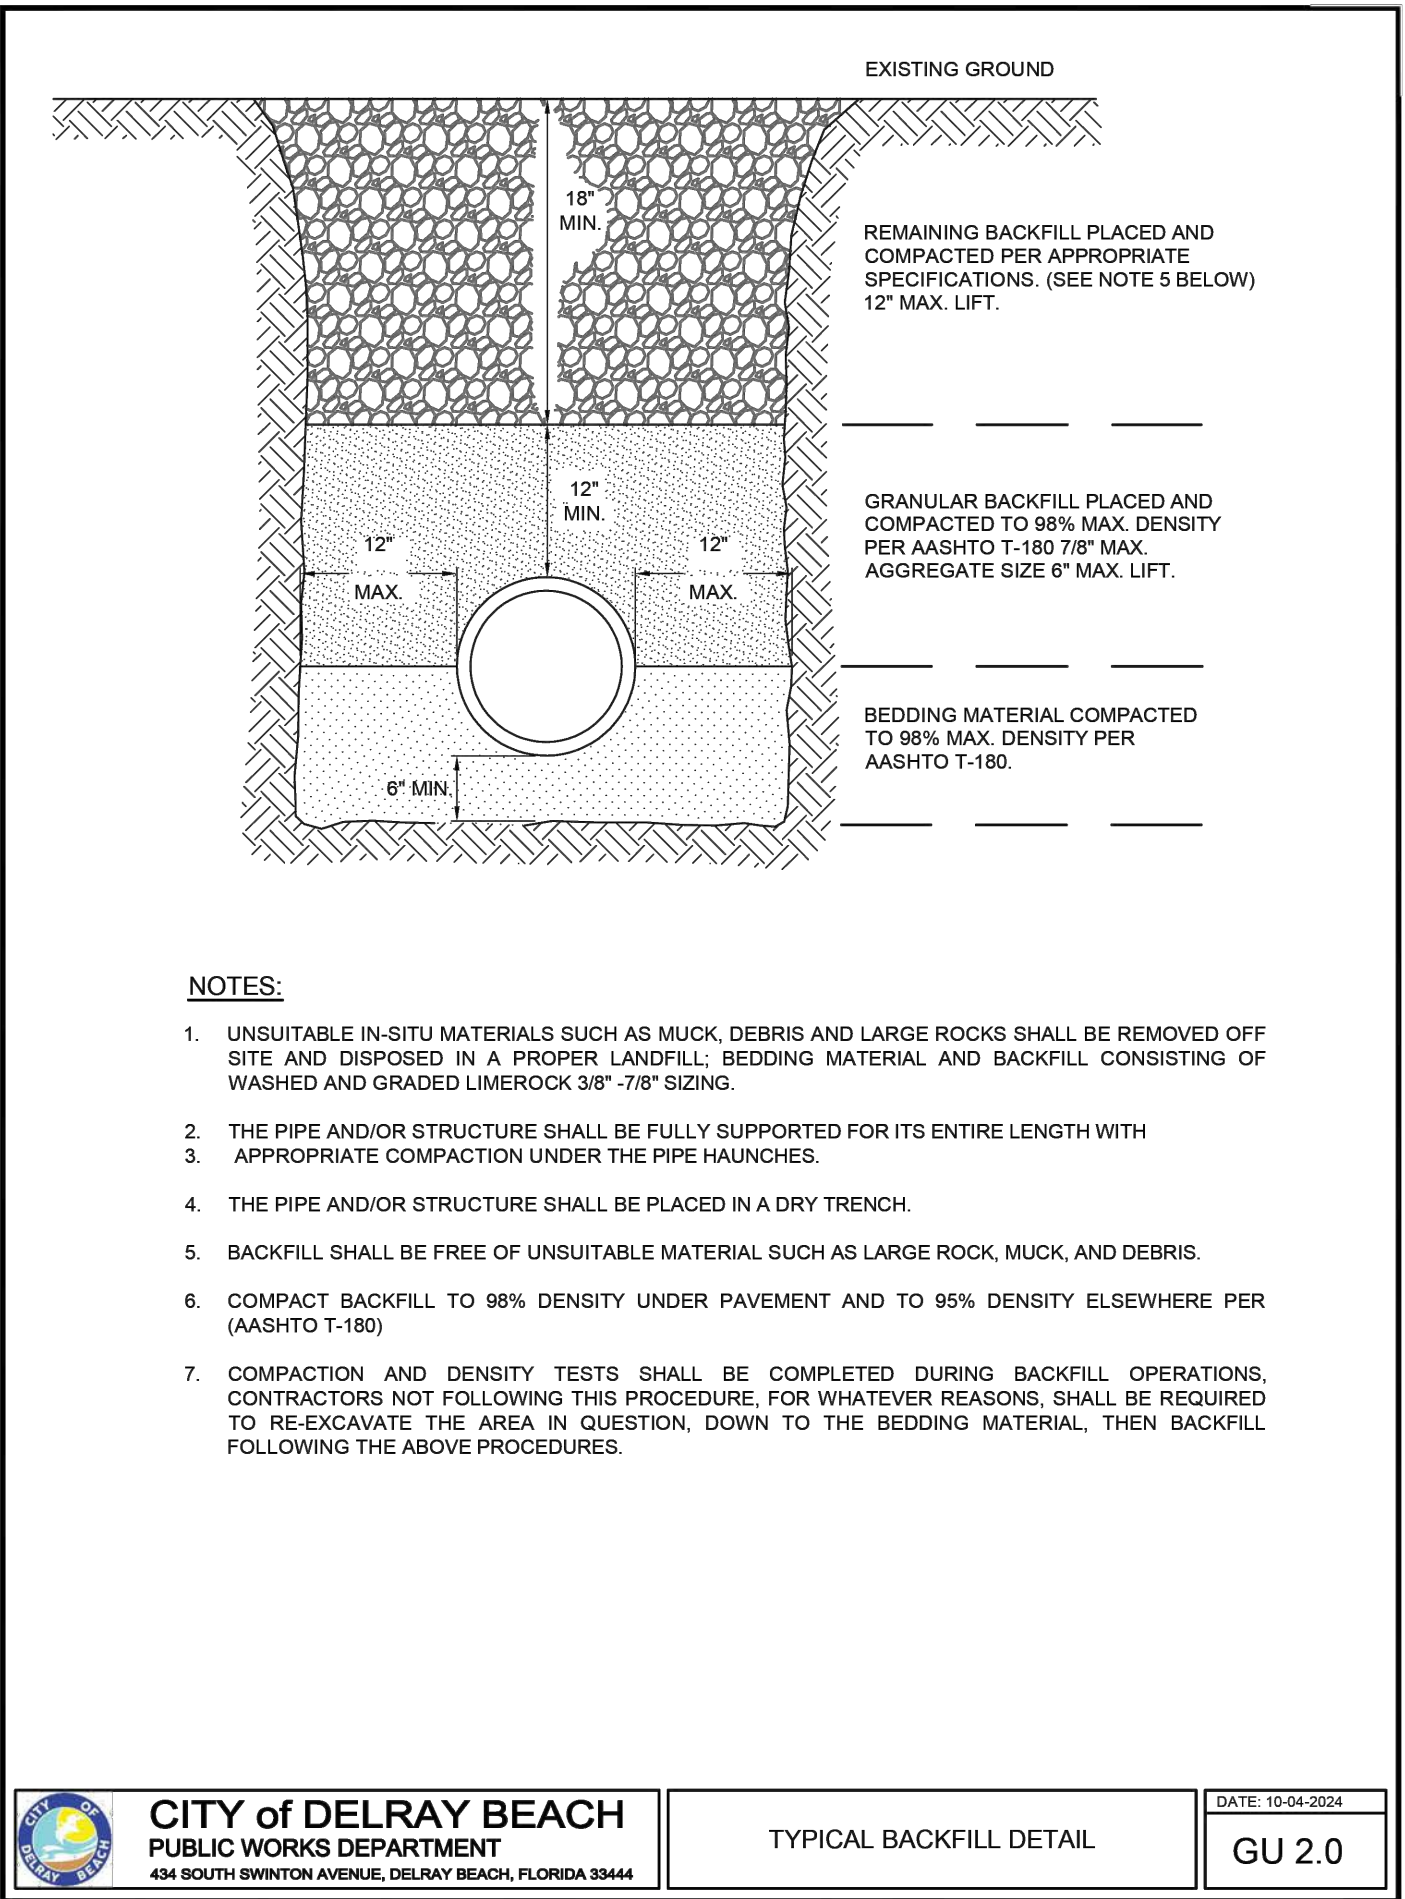 EXISTING GROUND
18"
MIN.
REMAINING BACKFILL PLACED AND
COMPACTED PER APPROPRIATE
SPECIFICATIONS. (SEE NOTE 5 BELOW)
12" MAX. LIFT.
12"
MIN.
12"
MAX.
12"
MAX.
GRANULAR BACKFILL PLACED AND
COMPACTED TO 98% MAX. DENSITY
PER AASHTO T-180 7/8" MAX.
AGGREGATE SIZE 6" MAX. LIFT.
6" MIN.
BEDDING MATERIAL COMPACTED
TO 98% MAX. DENSITY PER
AASHTO T-180.
NOTES:
1. UNSUITABLE IN-SITU MATERIALS SUCH AS MUCK, DEBRIS AND LARGE ROCKS SHALL BE REMOVED OFF
SITE AND DISPOSED IN A PROPER LANDFILL; BEDDING MATERIAL AND BACKFILL CONSISTING OF
WASHED AND GRADED LIMEROCK 3/8" -7/8" SIZING.
2. THE PIPE AND/OR STRUCTURE SHALL BE FULLY SUPPORTED FOR ITS ENTIRE LENGTH WITH
3. APPROPRIATE COMPACTION UNDER THE PIPE HAUNCHES.
4. THE PIPE AND/OR STRUCTURE SHALL BE PLACED IN A DRY TRENCH.
5. BACKFILL SHALL BE FREE OF UNSUITABLE MATERIAL SUCH AS LARGE ROCK, MUCK, AND DEBRIS.
6. COMPACT BACKFILL TO 98% DENSITY UNDER PAVEMENT AND TO 95% DENSITY ELSEWHERE PER
(AASHTO T-180)
7. COMPACTION AND DENSITY TESTS SHALL BE COMPLETED DURING BACKFILL OPERATIONS,
CONTRACTORS NOT FOLLOWING THIS PROCEDURE, FOR WHATEVER REASONS, SHALL BE REQUIRED
TO RE-EXCAVATE THE AREA IN QUESTION, DOWN TO THE BEDDING MATERIAL, THEN BACKFILL
FOLLOWING THE ABOVE PROCEDURES.
CITY OF
DELRAY BEACH
CITY of DELRAY BEACH
PUBLIC WORKS DEPARTMENT
434 SOUTH SWINTON AVENUE, DELRAY BEACH, FLORIDA 33444
TYPICAL BACKFILL DETAIL
DATE: 10-04-2024
GU 2.0